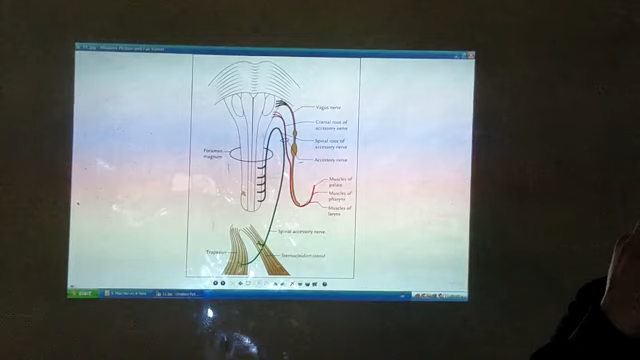 Vagus nerve
Cranial root of
accessory nerve
Spinal root of
accessory nerve
Accessory nerve
Foramen
magnum
Muscles of
palate
Muscles of
pharynx
Muscles of
larynx
Spinal accessory nerve
Trapezius
Sternocleidomastoid
start